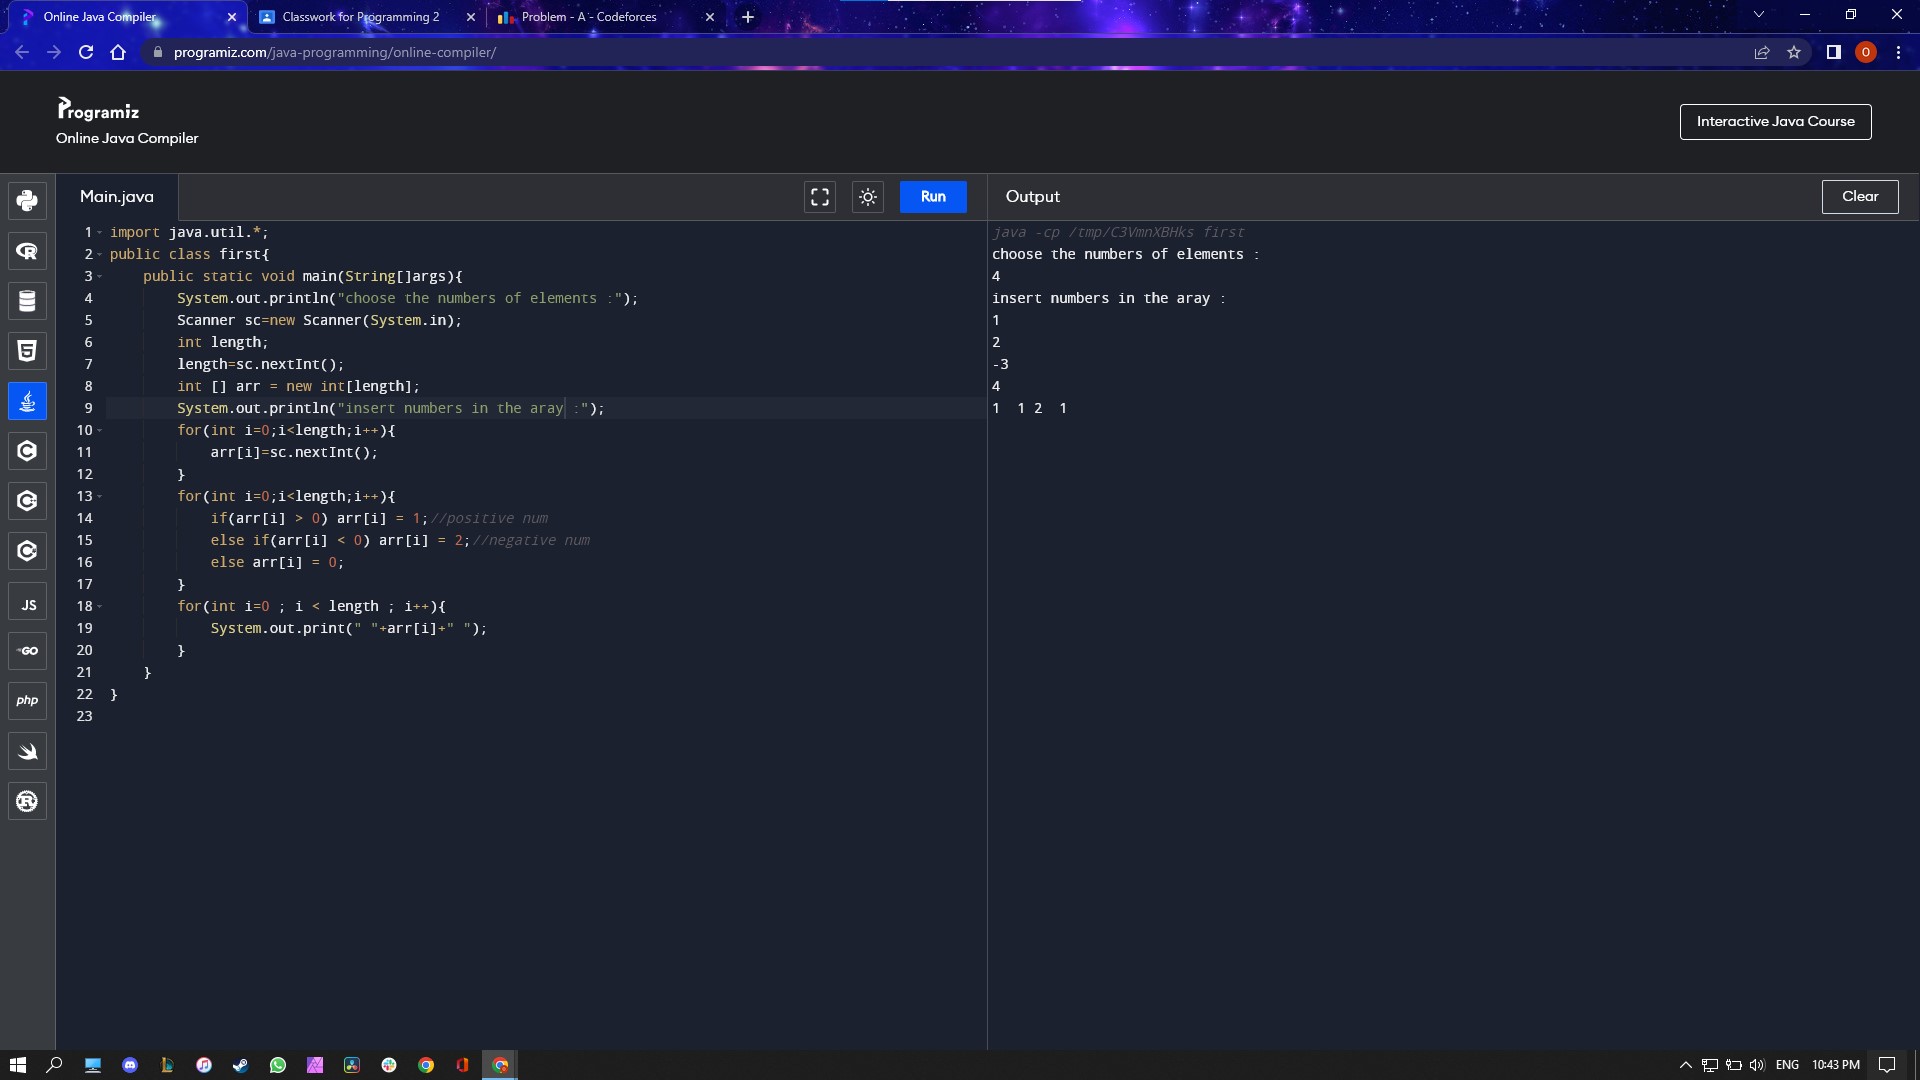 Online Java Compiler
Classwork for Programming 2
Problem - A - Codeforces
programiz.com/java-programming/online-compiler/
O
Programiz
Online Java Compiler
Interactive Java Course
Main.java
Run
Output
Clear
1 import java.util.*;
2 public class first{
3 public static void main(String[]args){
4 System.out.println("choose the numbers of elements :");
5 Scanner sc=new Scanner(System.in);
6 int length;
7 length=sc.nextInt();
8 int [] arr = new int[length];
9 System.out.println("insert numbers in the aray :");
10 for(int i=0;i<length;i++){
11 arr[i]=sc.nextInt();
12 }
13 for(int i=0;i<length;i++){
14 if(arr[i] > 0) arr[i] = 1;//positive num
15 else if(arr[i] < 0) arr[i] = 2;//negative num
16 else arr[i] = 0;
17 }
18 for(int i=0 ; i < length ; i++){
19 System.out.print(" "+arr[i]+" ");
20 }
21 }
22 }
23
java -cp /tmp/C3VmnXBHks first
choose the numbers of elements :
4
insert numbers in the aray :
1
2
-3
4
1  1 2  1
R
5
C
C
C
JS
GO
php
R
ENG
10:43 PM